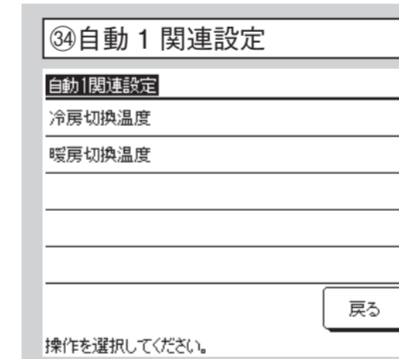 ㉞自動 1 関連設定
自動1関連設定
冷房切換温度
暖房切換温度
戻る
操作を選択してください。